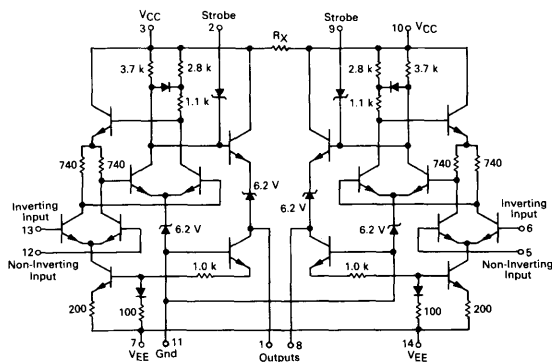 VCC Strobe Strobe VCC
3 2 9 10
RX
3.7 k 2.8 k 2.8 k 3.7 k
1.1 k 1.1 k
740 740 740 740
6.2 V 6.2 V
Inverting
Input
13
12
Non-Inverting
Input
6.2 V 6.2 V
Inverting
Input
6
5
Non-Inverting
Input
1.0 k 1.0 k
200 100 100 200
7 11 1 8 14
VEE Gnd Outputs VEE